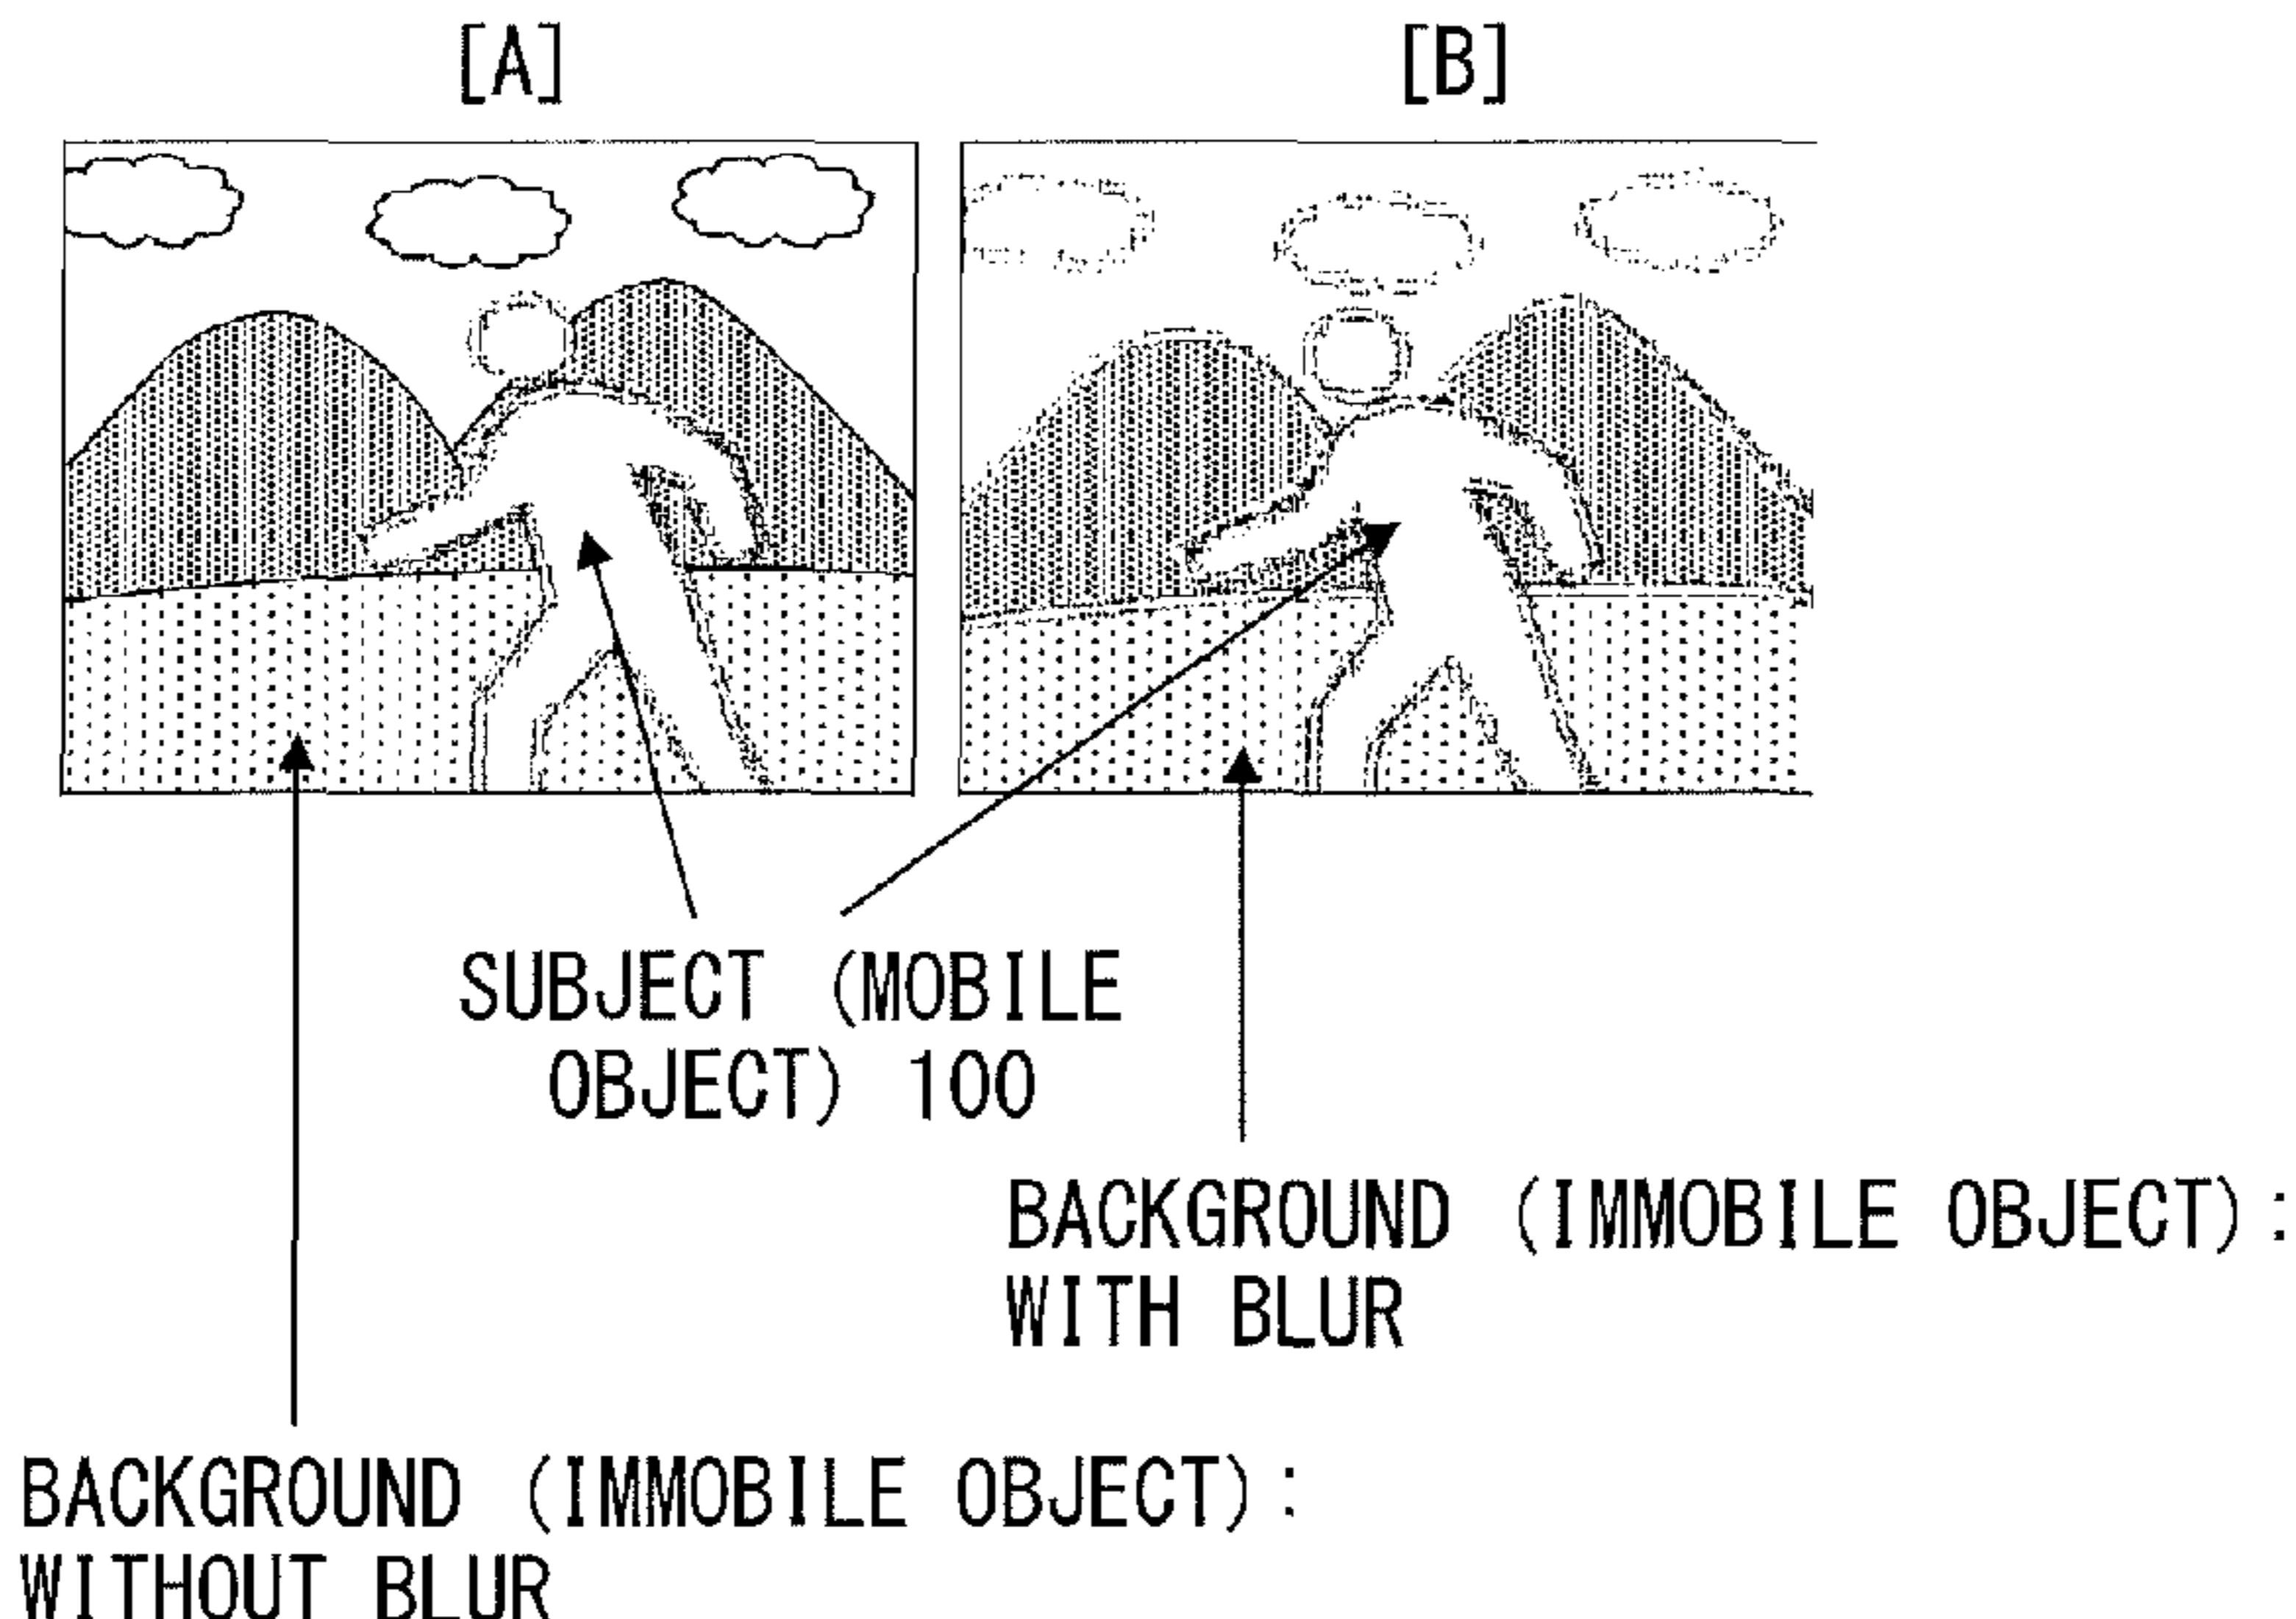 [A]
[B]
SUBJECT (MOBILE
OBJECT) 100
BACKGROUND (IMMOBILE OBJECT):
WITH BLUR
BACKGROUND (IMMOBILE OBJECT):
WITHOUT BLUR